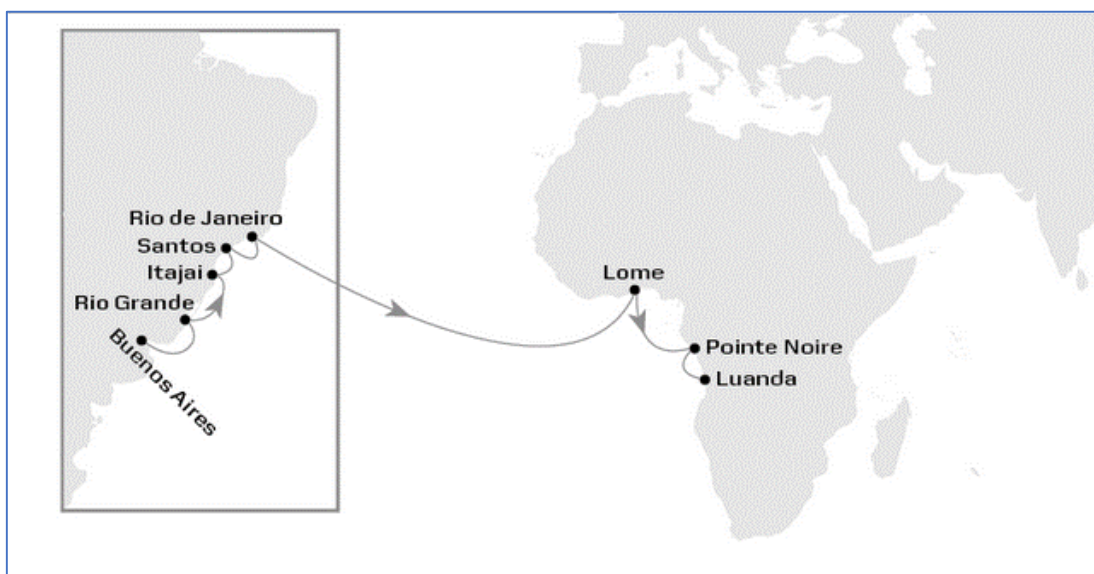 Rio de Janeiro
Santos
Itajai
Rio Grande
Buenos Aires
Lome
Pointe Noire
Luanda